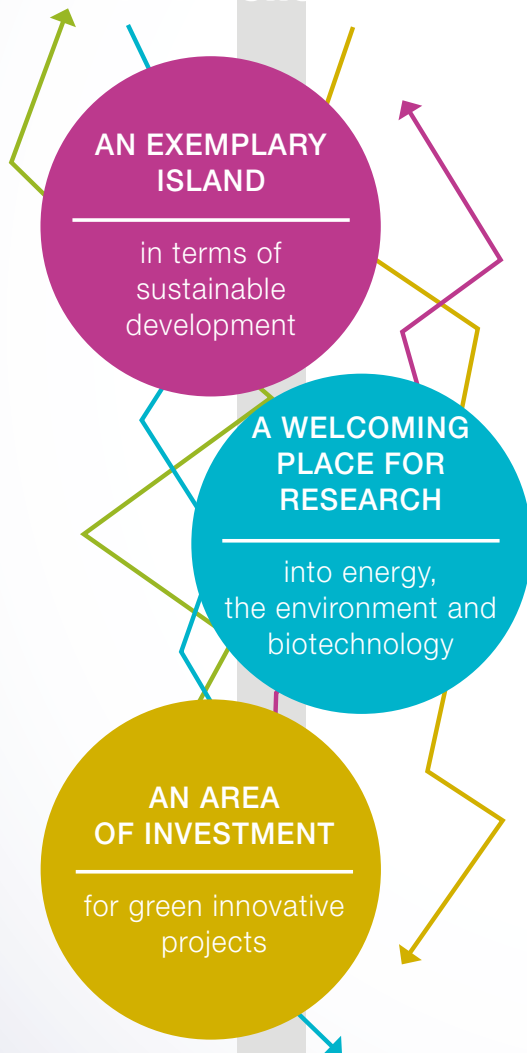 AN EXEMPLARY
ISLAND
in terms of
sustainable
development
A WELCOMING
PLACE FOR
RESEARCH
into energy,
the environment and
biotechnology
AN AREA
OF INVESTMENT
for green innovative
projects